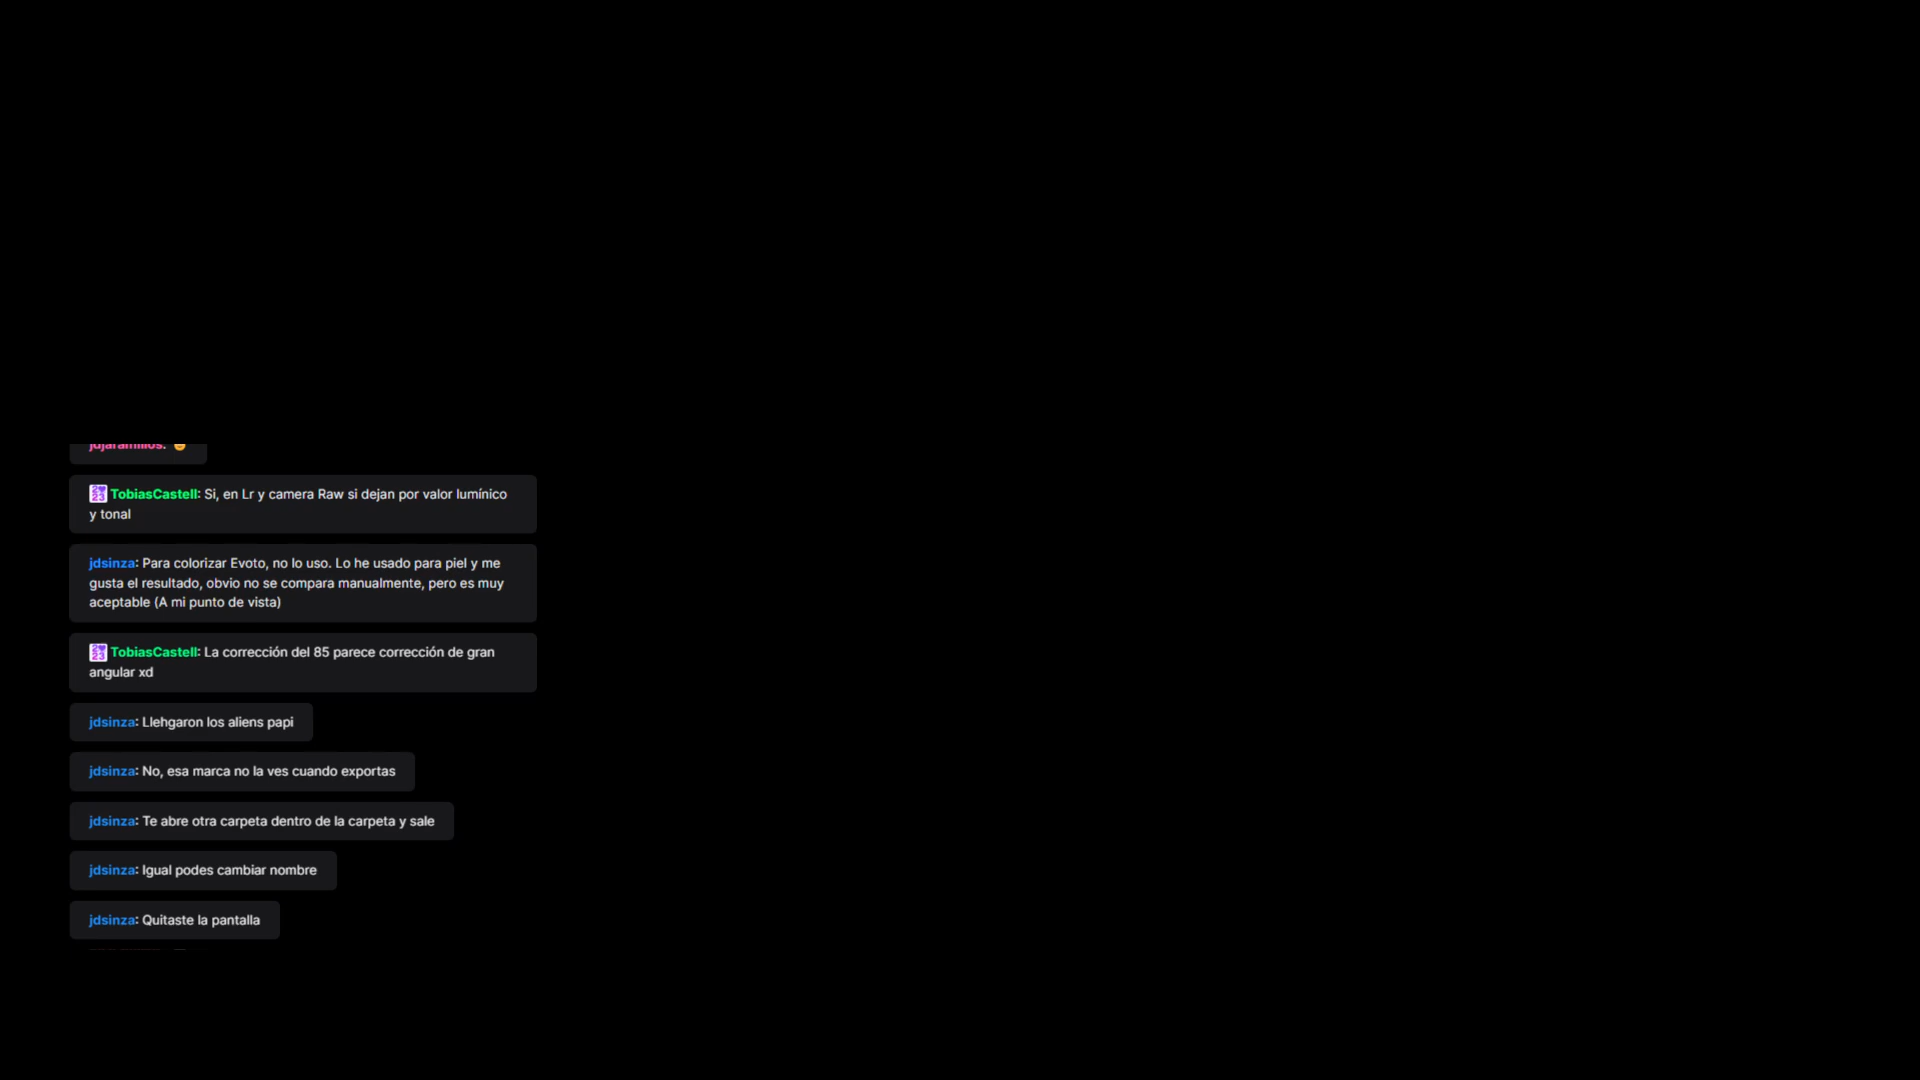 jdjaramillos:
TobiasCastell: Si, en Lr y camera Raw si dejan por valor lumínico
y tonal
jdsinza: Para colorizar Evoto, no lo uso. Lo he usado para piel y me
gusta el resultado, obvio no se compara manualmente, pero es muy
aceptable (A mi punto de vista)
TobiasCastell: La corrección del 85 parece corrección de gran
angular xd
jdsinza: Llehgaron los aliens papi
jdsinza: No, esa marca no la ves cuando exportas
jdsinza: Te abre otra carpeta dentro de la carpeta y sale
jdsinza: Igual podes cambiar nombre
jdsinza: Quitaste la pantalla